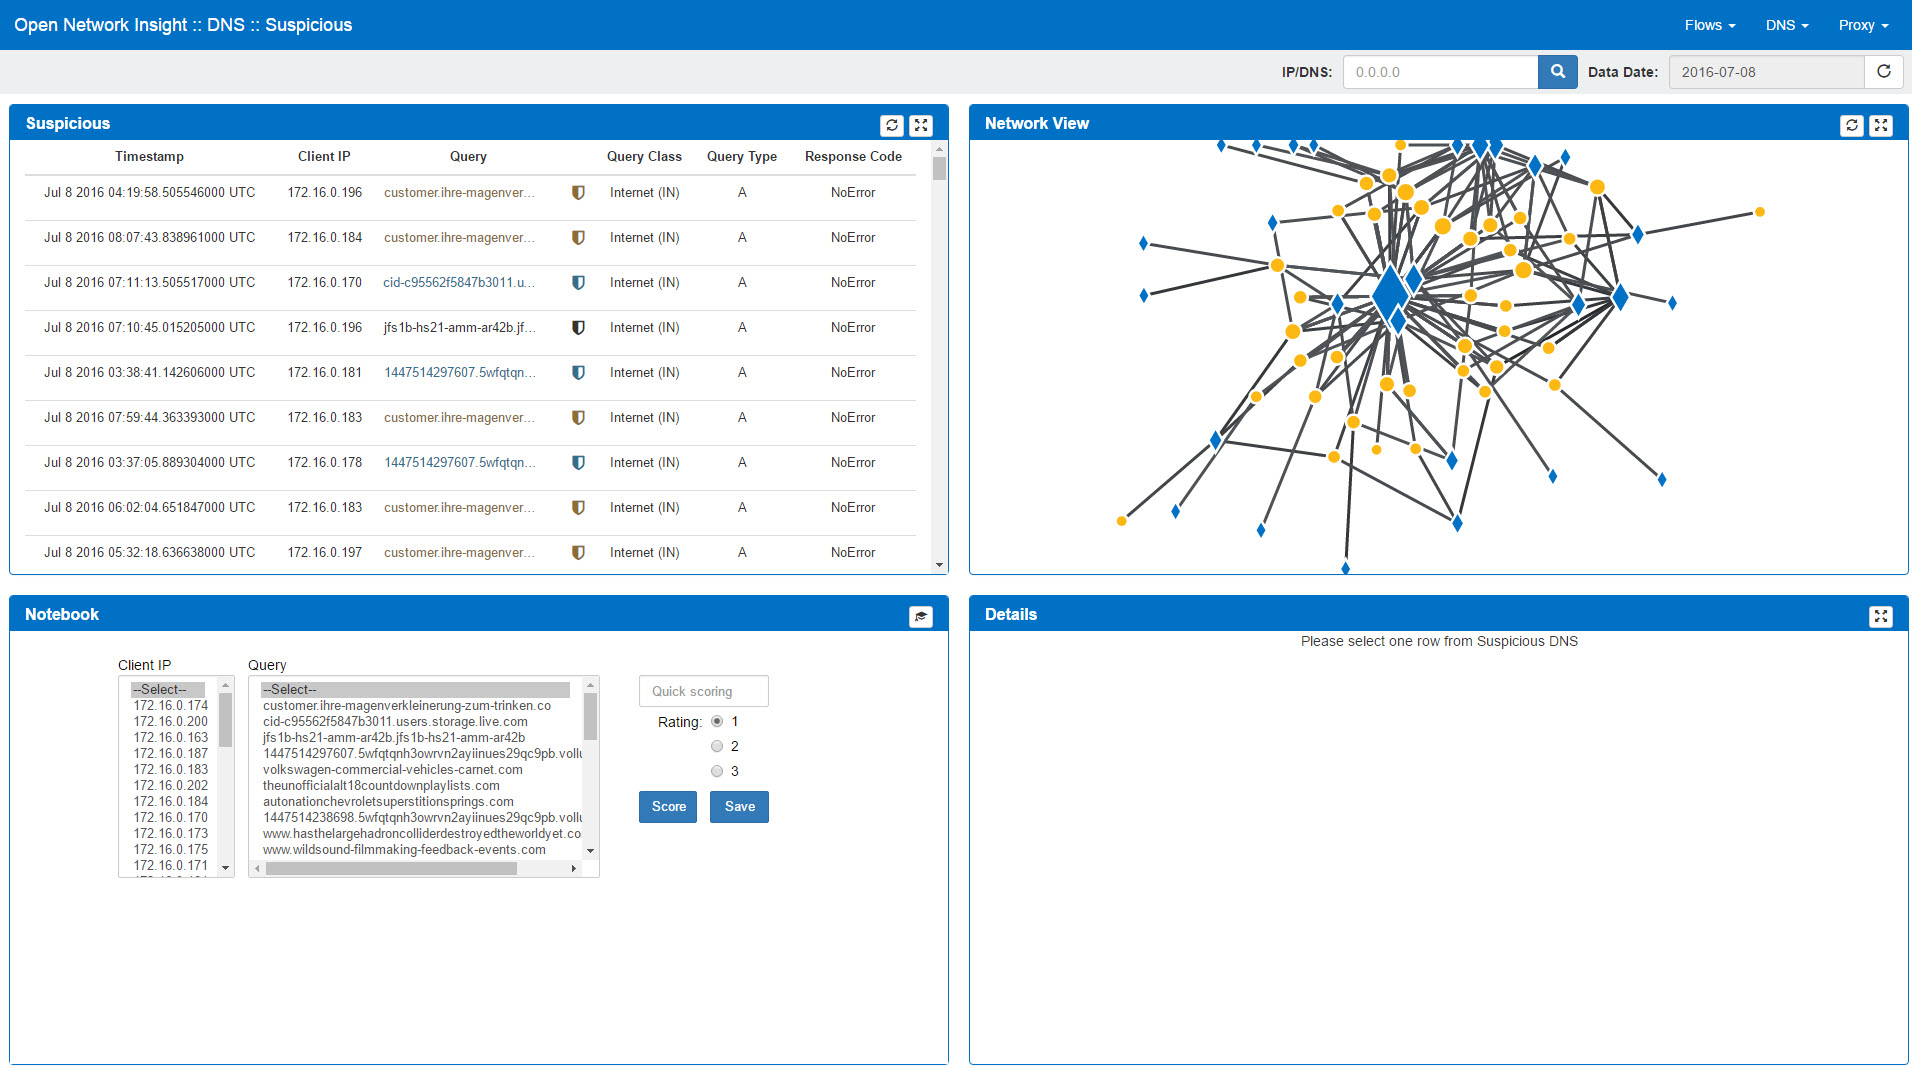 Open Network Insight :: DNS :: Suspicious
Flows DNS Proxy
IP/DNS: 0.0.0.0 Data Date: 2016-07-08
Suspicious
Timestamp Client IP Query Query Class Query Type Response Code
Jul 8 2016 04:19:58.505546000 UTC 172.16.0.196 customer.ihre-magenver... Internet (IN) A NoError
Jul 8 2016 08:07:43.838961000 UTC 172.16.0.184 customer.ihre-magenver... Internet (IN) A NoError
Jul 8 2016 07:11:13.505517000 UTC 172.16.0.170 cid-c95562f5847b3011.u... Internet (IN) A NoError
Jul 8 2016 07:10:45.015205000 UTC 172.16.0.196 jfs1b-hs21-amm-ar42b.jf... Internet (IN) A NoError
Jul 8 2016 03:38:41.142606000 UTC 172.16.0.181 1447514297607.5wfqtqn... Internet (IN) A NoError
Jul 8 2016 07:59:44.363393000 UTC 172.16.0.183 customer.ihre-magenver... Internet (IN) A NoError
Jul 8 2016 03:37:05.889304000 UTC 172.16.0.178 1447514297607.5wfqtqn... Internet (IN) A NoError
Jul 8 2016 06:02:04.651847000 UTC 172.16.0.183 customer.ihre-magenver... Internet (IN) A NoError
Jul 8 2016 05:32:18.636638000 UTC 172.16.0.197 customer.ihre-magenver... Internet (IN) A NoError
Network View
Notebook
Client IP
--Select--
172.16.0.174
172.16.0.200
172.16.0.163
172.16.0.187
172.16.0.183
172.16.0.202
172.16.0.184
172.16.0.170
172.16.0.173
172.16.0.175
172.16.0.171
Query
--Select--
customer.ihre-magenverkleinerung-zum-trinken.co
cid-c95562f5847b3011.users.storage.live.com
jfs1b-hs21-amm-ar42b.jfs1b-hs21-amm-ar42b
1447514297607.5wfqtqnh3owrvn2ayiinues29qc9pb.vollu
volkswagen-commercial-vehicles-carnet.com
theunofficialalt18countdownplaylists.com
autonationchevroletsuperstitionsprings.com
1447514238698.5wfqtqnh3owrvn2ayiinues29qc9pb.vollu
www.hasthelargehadroncolliderdestroyedtheworldyet.co
www.wildsound-filmmaking-feedback-events.com
Quick scoring
Rating: 1
2
3
Score Save
Details
Please select one row from Suspicious DNS